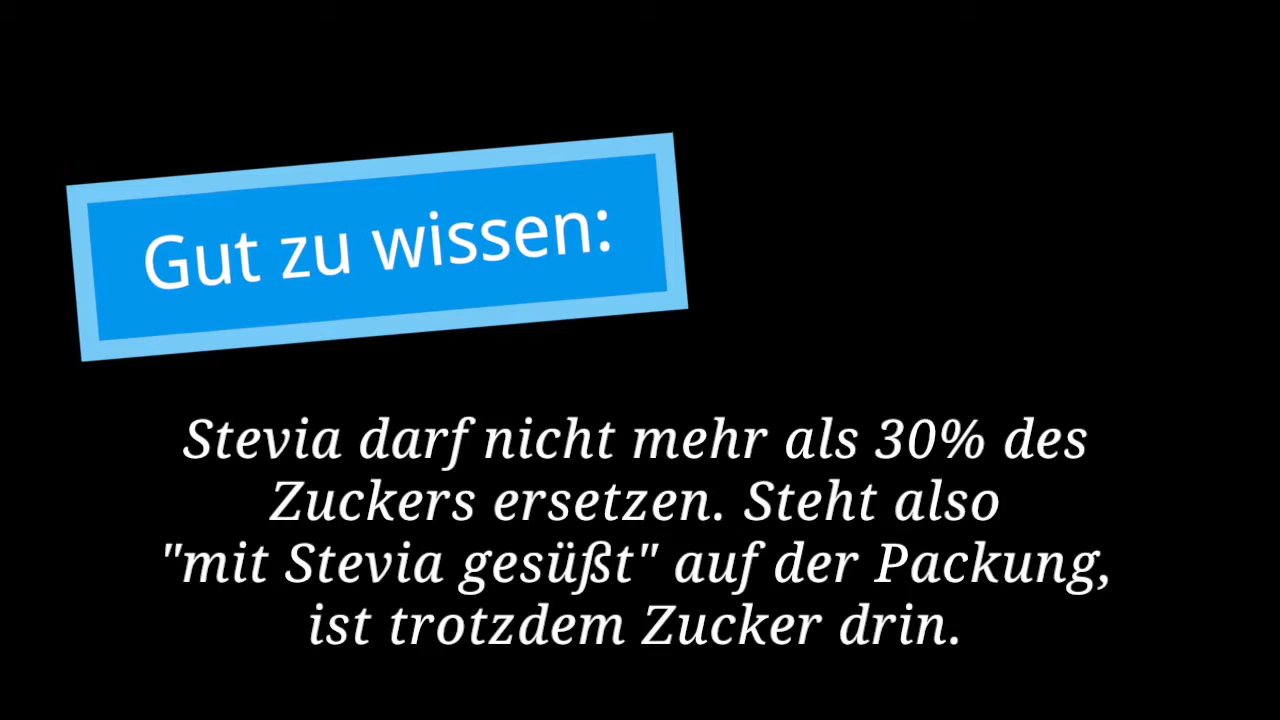 Gut zu wissen:
Stevia darf nicht mehr als 30% des
Zuckers ersetzen. Steht also
"mit Stevia gesüßt" auf der Packung,
ist trotzdem Zucker drin.